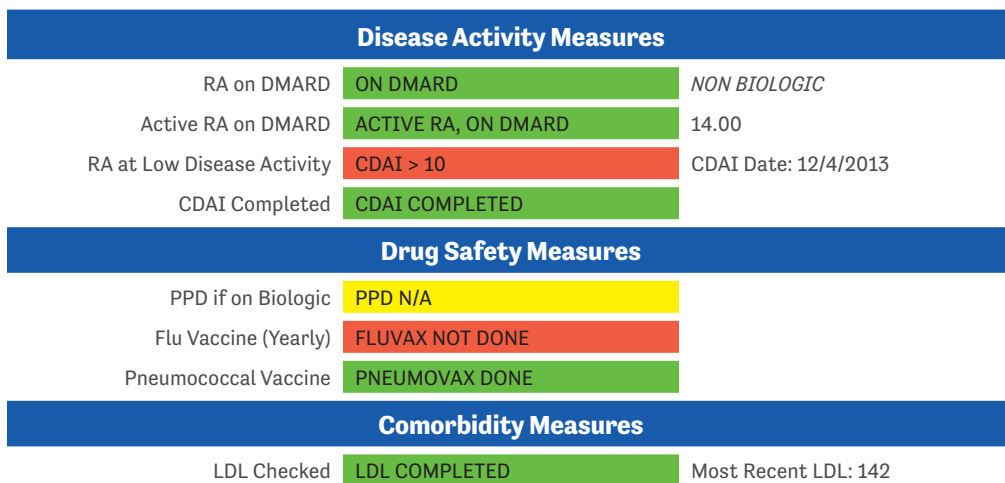 Disease Activity Measures
RA on DMARD ON DMARD NON BIOLOGIC
Active RA on DMARD ACTIVE RA, ON DMARD 14.00
RA at Low Disease Activity CDAI > 10 CDAI Date: 12/4/2013
CDAI Completed CDAI COMPLETED
Drug Safety Measures
PPD if on Biologic PPD N/A
Flu Vaccine (Yearly) FLUVAX NOT DONE
Pneumococcal Vaccine PNEUMOVAX DONE
Comorbidity Measures
LDL Checked LDL COMPLETED Most Recent LDL: 142